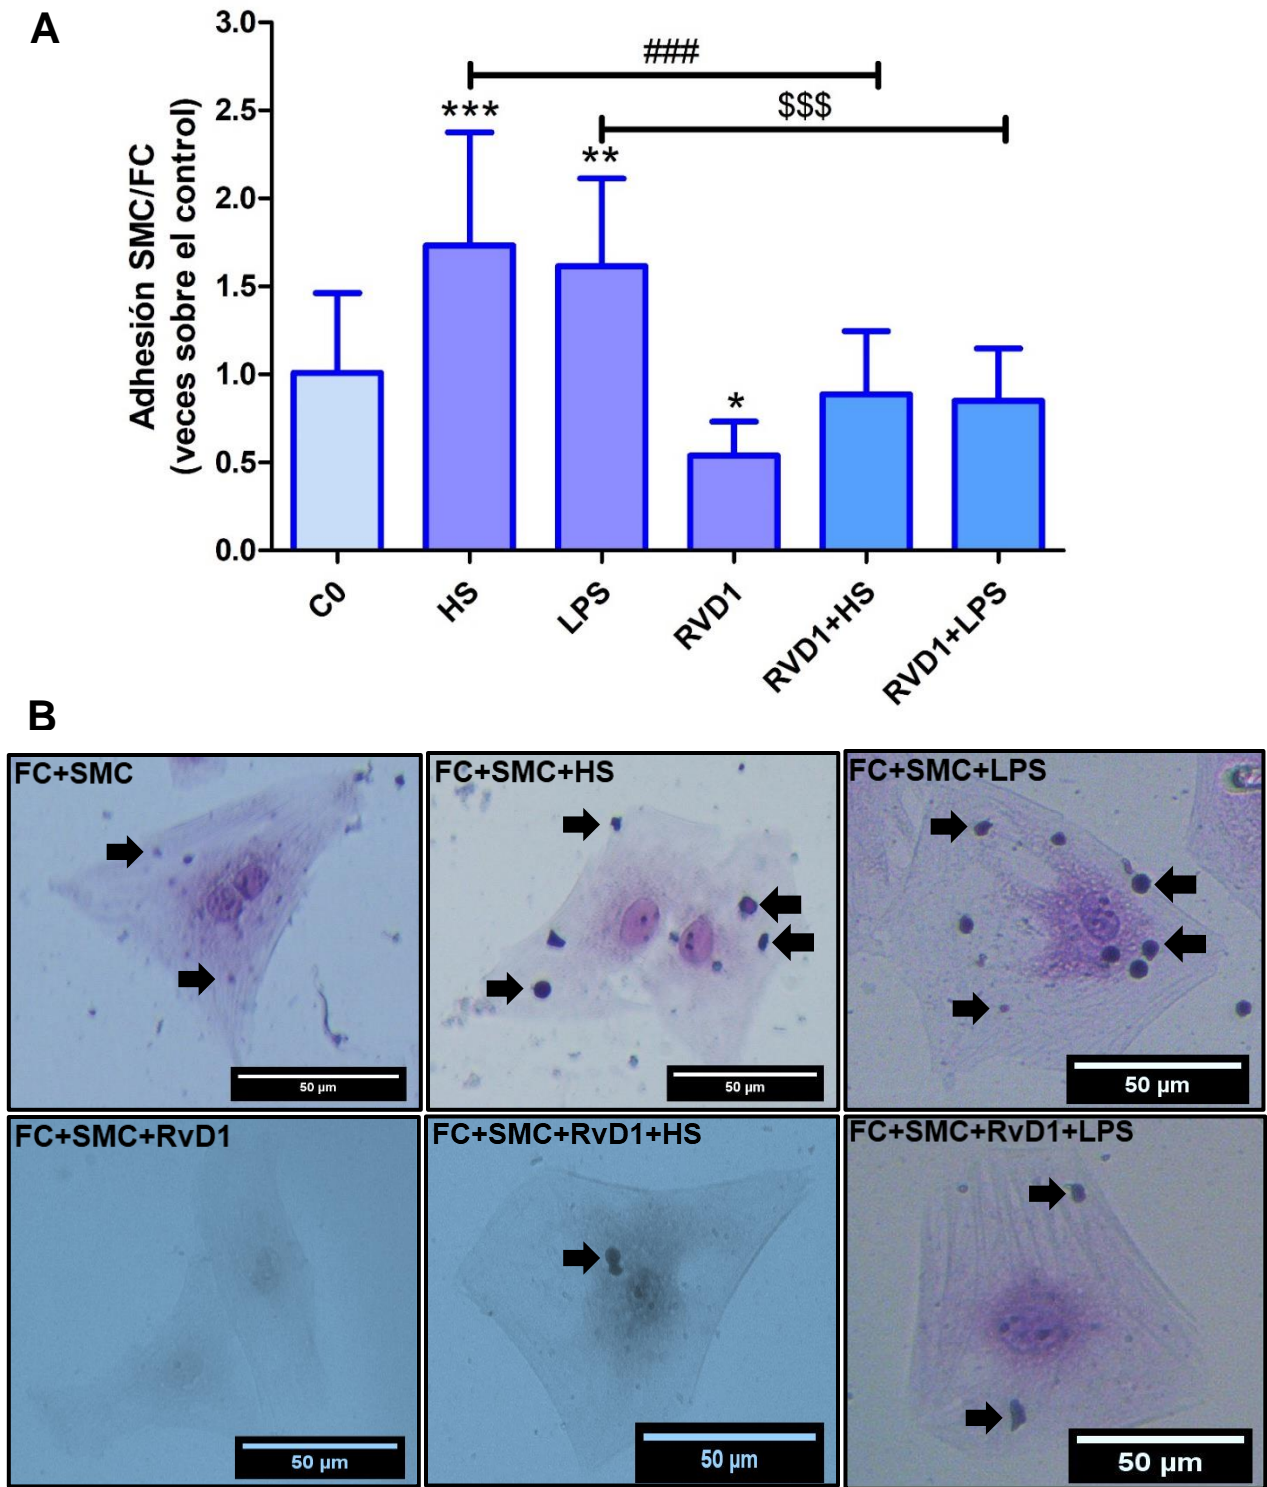 A
Adhesión SMC/FC
(veces sobre el control)
3.0
2.5
2.0
1.5
1.0
0.5
0.0
###
$$$
***
**
*
C0
HS
LPS
RVD1
RVD1+HS
RVD1+LPS
B
FC+SMC
50 µm
FC+SMC+HS
50 µm
FC+SMC+LPS
50 µm
FC+SMC+RvD1
50 µm
FC+SMC+RvD1+HS
50 µm
FC+SMC+RvD1+LPS
50 µm